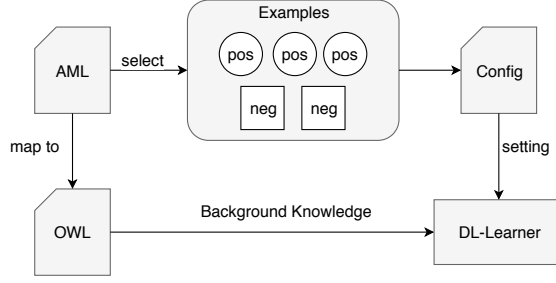 Examples
pos pos pos
AML
select
neg neg
Config
map to
setting
Background Knowledge
OWL
DL-Learner